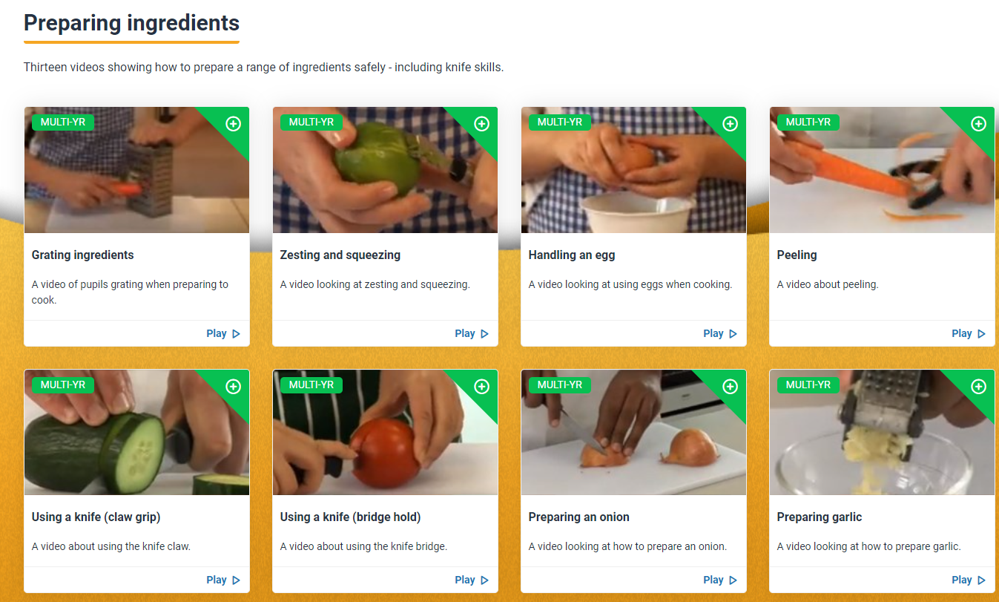 Preparing ingredients
Thirteen videos showing how to prepare a range of ingredients safely - including knife skills.
MULTI-YR
MULTI-YR
MULTI-YR
MULTI-YR
Grating ingredients
Zesting and squeezing
Handling an egg
Peeling
A video of pupils grating when preparing to
cook.
A video looking at zesting and squeezing.
A video looking at using eggs when cooking.
A video about peeling.
Play
Play
Play
Play
MULTI-YR
MULTI-YR
MULTI-YR
MULTI-YR
Using a knife (claw grip)
Using a knife (bridge hold)
Preparing an onion
Preparing garlic
A video about using the knife claw.
A video about using the knife bridge.
A video looking at how to prepare an onion.
A video looking at how to prepare garlic.
Play
Play
Play
Play